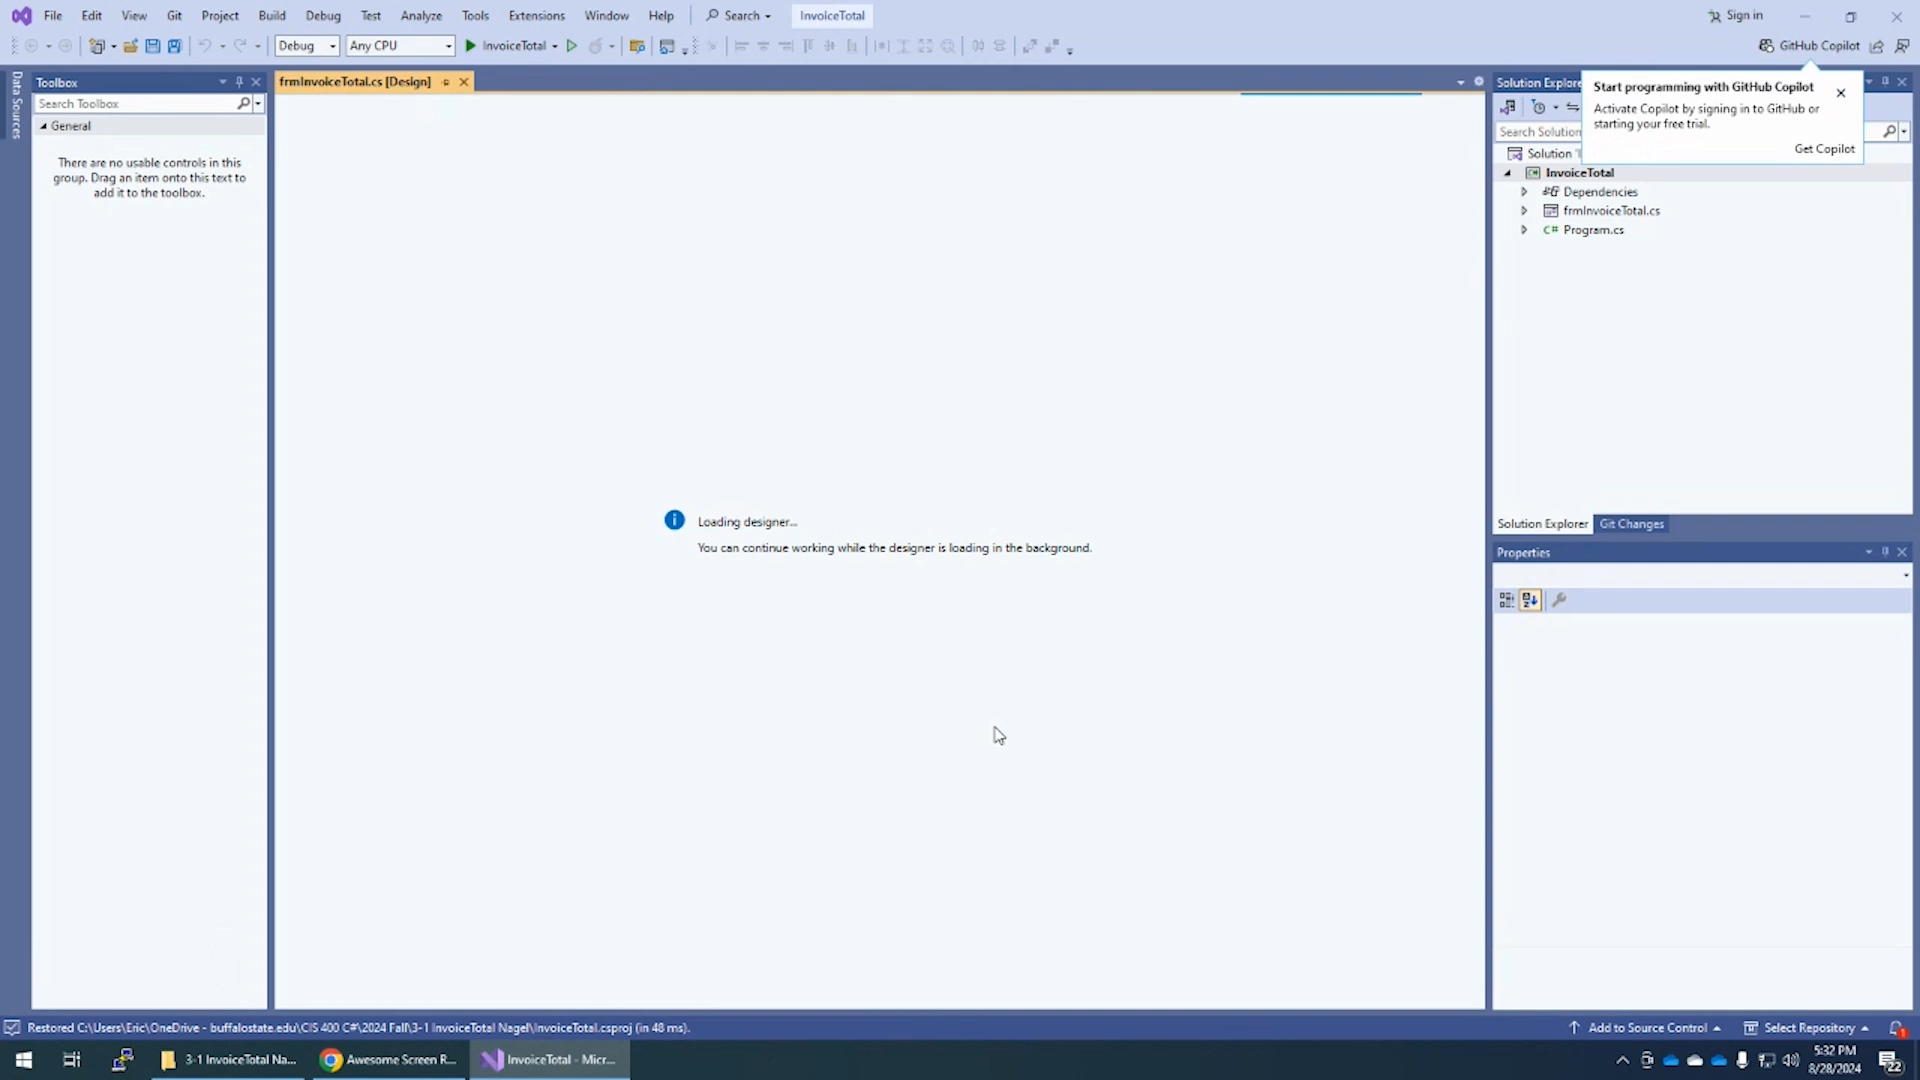 File Edit View Git Project Build Debug Test Analyze Tools Extensions Window Help Search InvoiceTotal Sign in
Debug Any CPU InvoiceTotal GitHub Copilot
Data Sources
Toolbox
Search Toolbox
General
There are no usable controls in this
group. Drag an item onto this text to
add it to the toolbox.
frmInvoiceTotal.cs [Design]
Loading designer...
You can continue working while the designer is loading in the background.
Solution Explorer
Start programming with GitHub Copilot
Activate Copilot by signing in to GitHub or
starting your free trial.
Get Copilot
Search Solution
Solution
InvoiceTotal
Dependencies
frmInvoiceTotal.cs
C# Program.cs
Solution Explorer Git Changes
Properties
Restored C:\Users\Eric\OneDrive - buffalostate.edu\CIS 400 C#\2024 Fall\3-1 InvoiceTotal Nagel\InvoiceTotal.csproj (in 48 ms).
Add to Source Control Select Repository 1
3-1 InvoiceTotal Na... Awesome Screen R... InvoiceTotal - Micr...
5:32 PM
8/28/2024
22